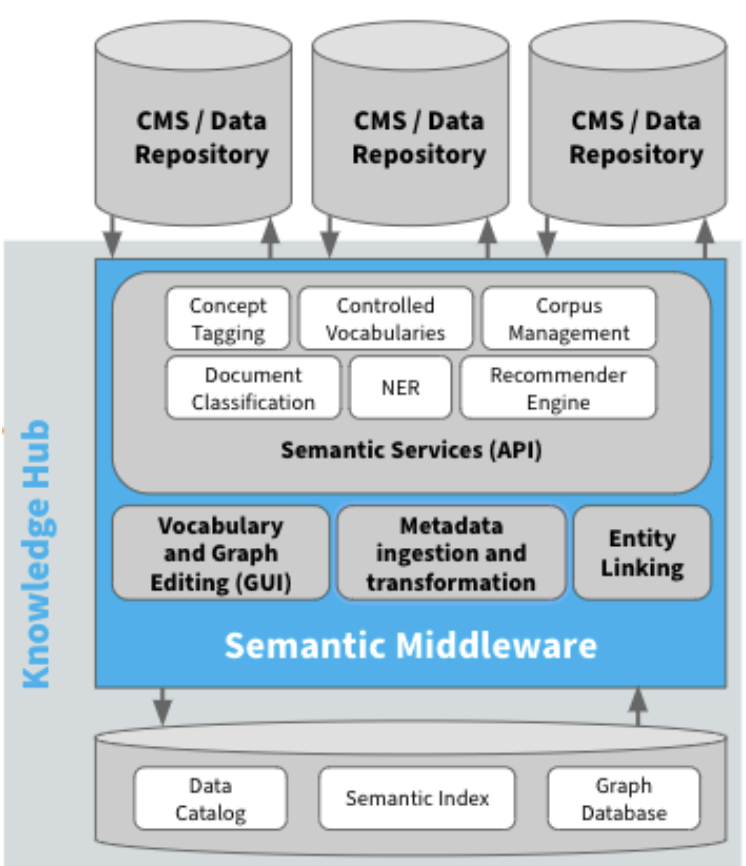 CMS / Data
Repository
CMS / Data
Repository
CMS / Data
Repository
Concept
Tagging
Controlled
Vocabularies
Corpus
Management
Document
Classification
NER
Recommender
Engine
Semantic Services (API)
Vocabulary
and Graph
Editing (GUI)
Metadata
ingestion and
transformation
Entity
Linking
Semantic Middleware
Knowledge Hub
Data
Catalog
Semantic Index
Graph
Database